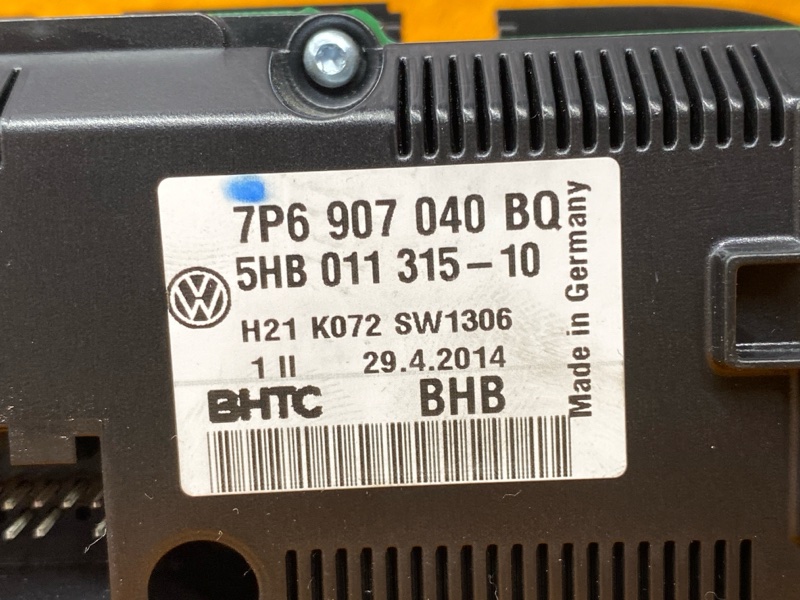 7P6 907 040 BQ
5HB 011 315-10
H21 K072 SW1306
1 II 29.4.2014
BHTC BHB
Made in Germany